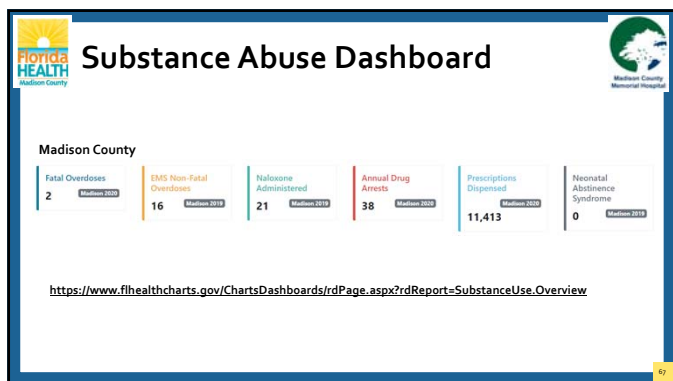 Florida
HEALTH
Madison County
Substance Abuse Dashboard
Madison County
Memorial Hospital
Madison County
Fatal Overdoses
2
Madison 2020
EMS Non-Fatal
Overdoses
16
Madison 2019
Naloxone
Administered
21
Madison 2019
Annual Drug
Arrests
38
Madison 2020
Prescriptions
Dispensed
Madison 2020
11,413
Neonatal
Abstinence
Syndrome
0
Madison 2019
https://www.flhealthcharts.gov/ChartsDashboards/rdPage.aspx?rdReport=SubstanceUse.Overview
67